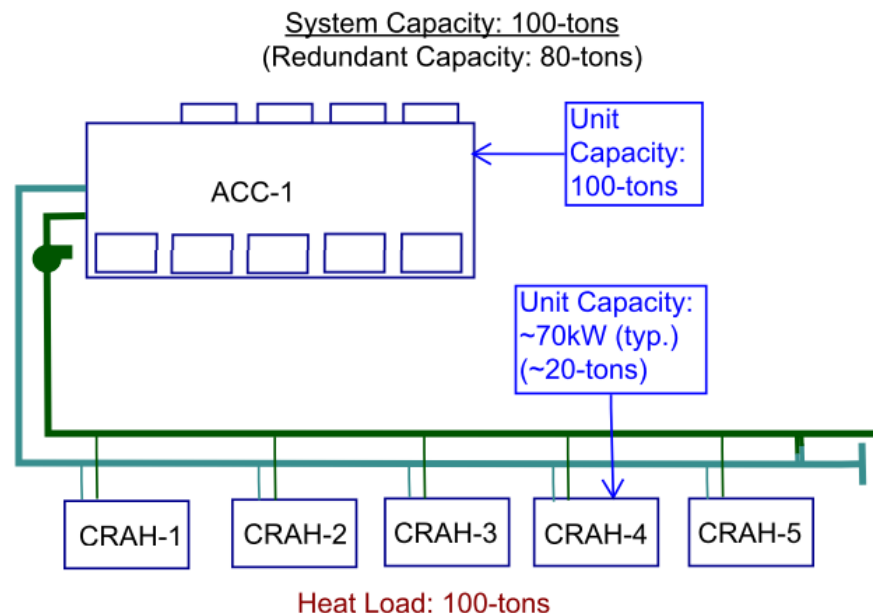 System Capacity: 100-tons
(Redundant Capacity: 80-tons)
Unit
Capacity:
100-tons
ACC-1
Unit Capacity:
~70kW (typ.)
(~20-tons)
CRAH-1
CRAH-2
CRAH-3
CRAH-4
CRAH-5
Heat Load: 100-tons